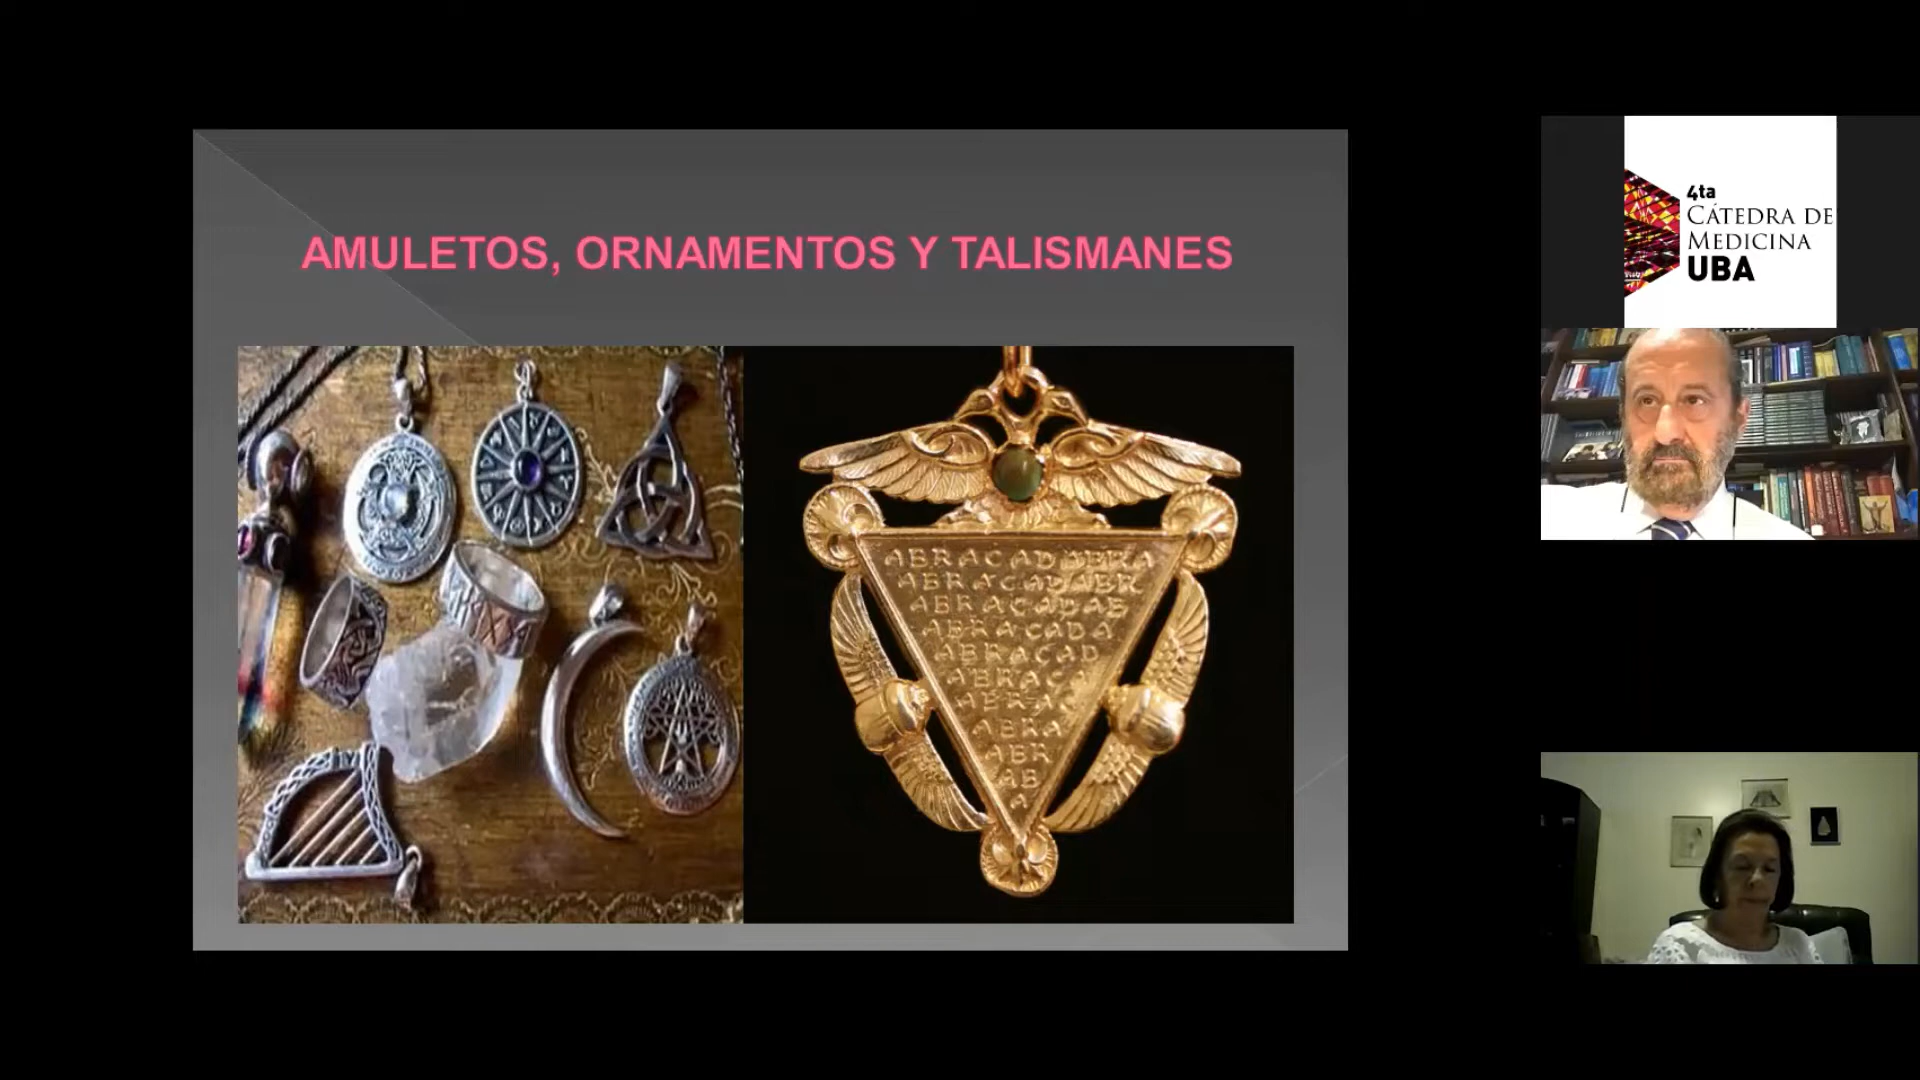 AMULETOS, ORNAMENTOS Y TALISMANES
ABRACADABRA
ABRACADABR
ABRACADAB
ABRACADA
ABRACAD
ABRACA
ABRAC
ABRA
ABR
AB
A
4ta
CÁTEDRA DE
MEDICINA
UBA